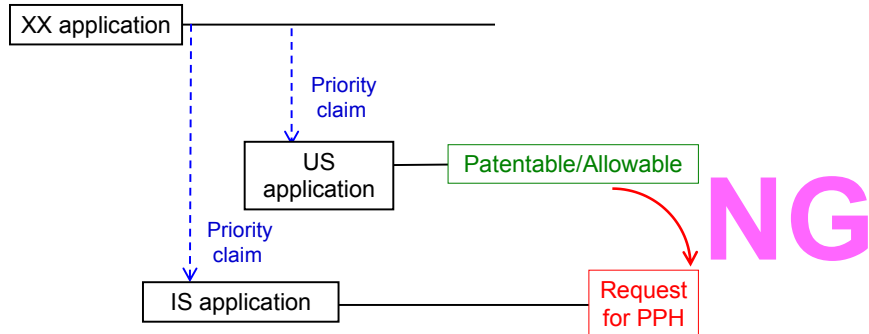 XX application
Priority
claim
US
application
Patentable/Allowable
NG
Priority
claim
IS application
Request
for PPH